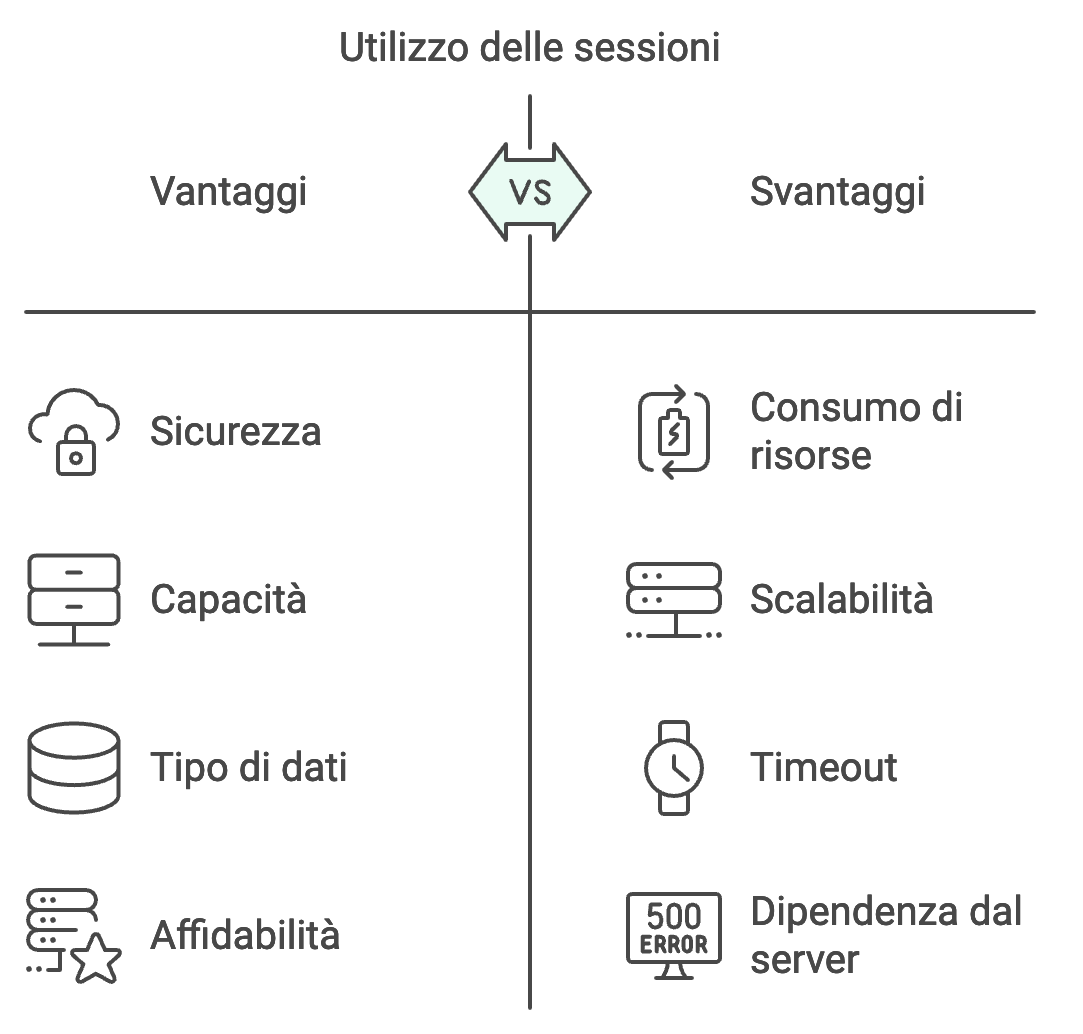 Utilizzo delle sessioni
Vantaggi
VS
Svantaggi
Sicurezza
Consumo di
risorse
Capacità
Scalabilità
Tipo di dati
Timeout
Affidabilità
500
ERROR
Dipendenza dal
server